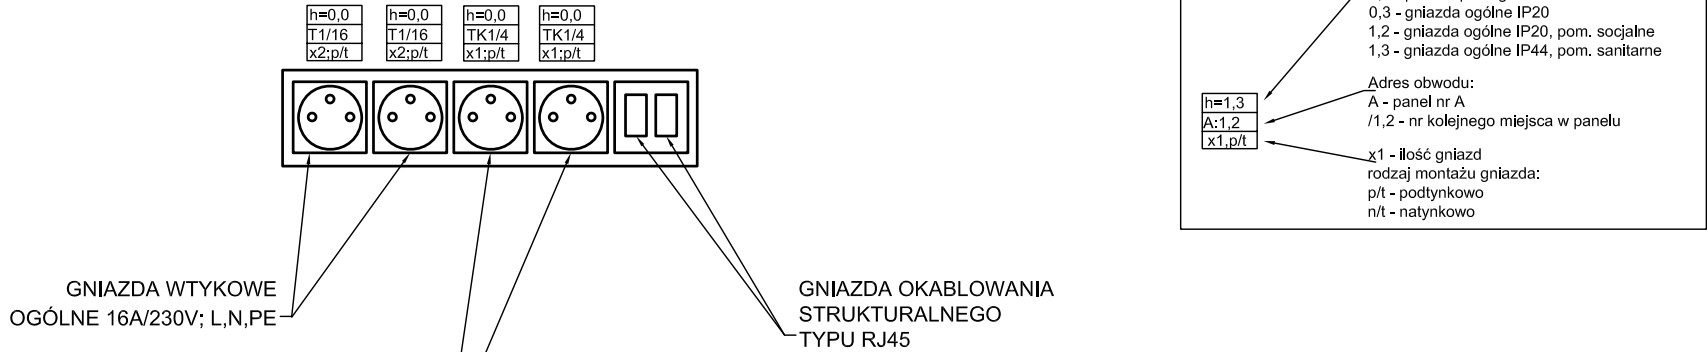 h=0,0
T1/16
x2;p/t
h=0,0
T1/16
x2;p/t
h=0,0
TK1/4
x1;p/t
h=0,0
TK1/4
x1;p/t
GNIAZDA WTYKOWE
OGÓLNE 16A/230V; L,N,PE
GNIAZDA OKABLOWANIA
STRUKTURALNEGO
TYPU RJ45
0,3 - gniazda ogólne IP20
1,2 - gniazda ogólne IP20, pom. socjalne
1,3 - gniazda ogólne IP44, pom. sanitarne
h=1,3
A:1,2
x1,p/t
Adres obwodu:
A - panel nr A
/1,2 - nr kolejnego miejsca w panelu
x1 - ilość gniazd
rodzaj montażu gniazda:
p/t - podtynkowo
n/t - natynkowo